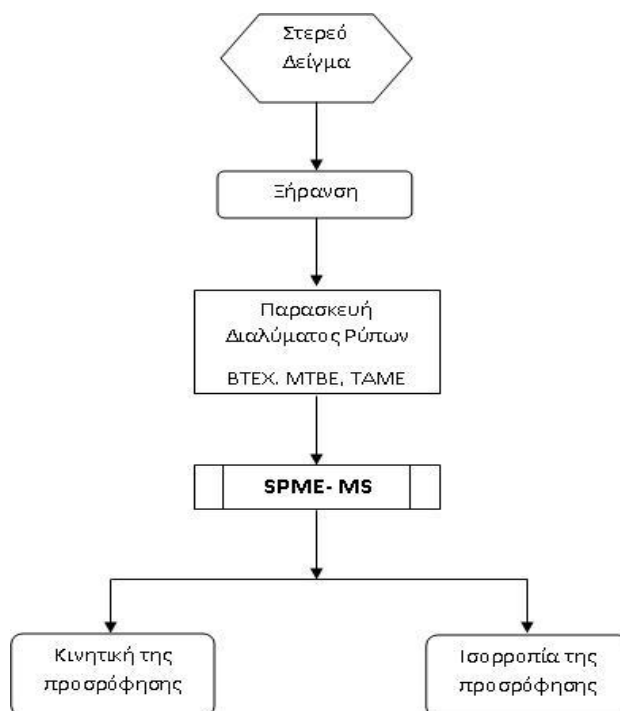 Στερεό
Δείγμα
Ξήρανση
Παρασκευή
Διαλύματος Ρύπων
BTEX. MTBE, TAME
SPME- MS
Κινητική της
προσρόφησης
Ισορροπία της
προσρόφησης